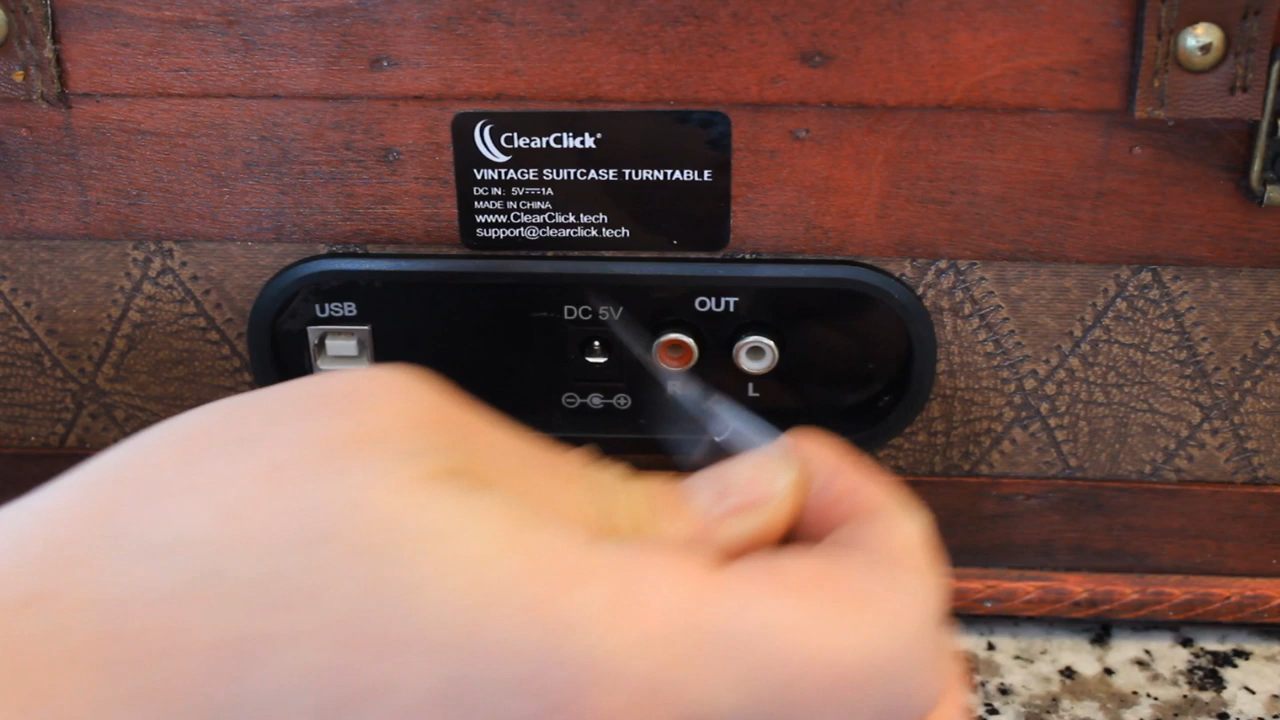 ClearClick®
VINTAGE SUITCASE TURNTABLE
DC IN: 5V⎓1A
MADE IN CHINA
www.ClearClick.tech
support@clearclick.tech
USB
DC 5V
OUT
R
L